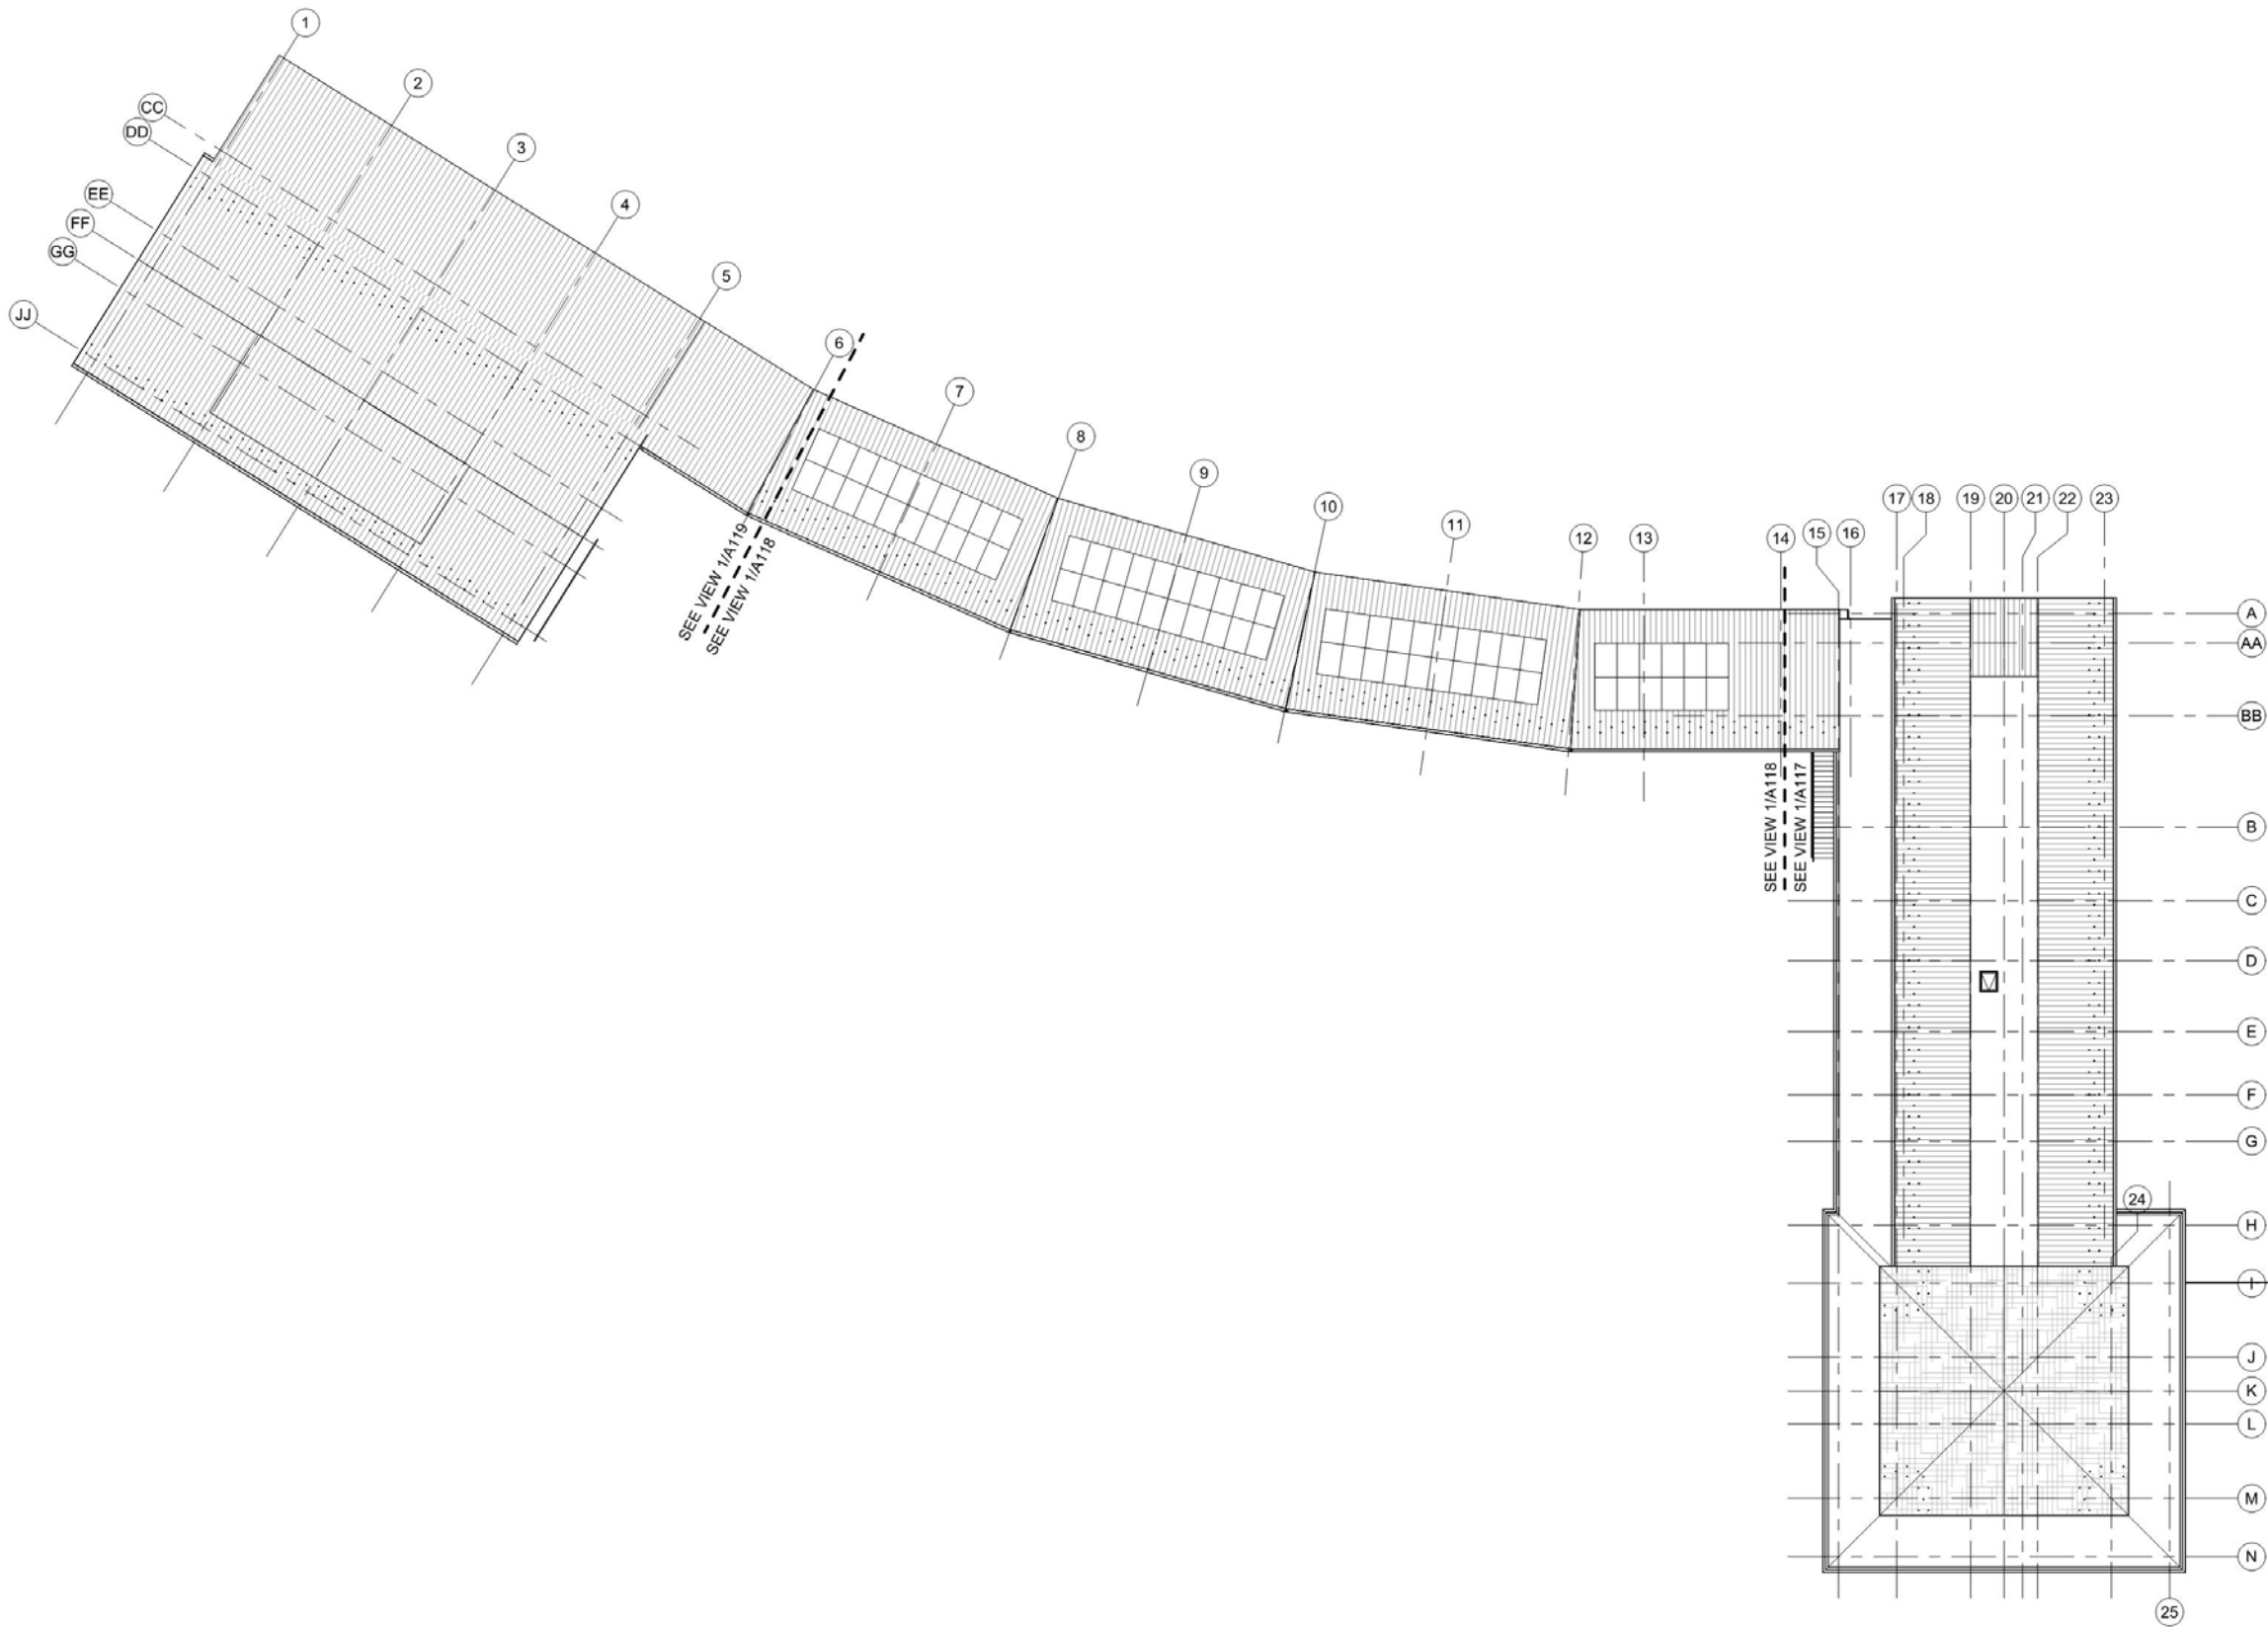 1
2
3
4
5
6
7
8
9
10
11
12
13
14
15
16
17
18
19
20
21
22
23
CC
DD
EE
FF
GG
JJ
SEE VIEW 1/A119
SEE VIEW 1/A118
SEE VIEW 1/A118
SEE VIEW 1/A117
A
AA
BB
B
C
D
E
F
G
24
H
I
J
K
L
M
N
25